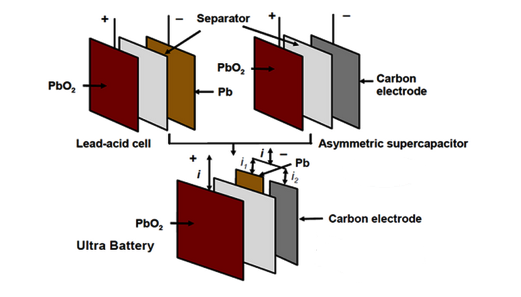 + − Separator + −
PbO₂
Pb
PbO₂
Carbon
electrode
Lead-acid cell
Asymmetric supercapacitor
+ i i₁ i − i₂
Pb
PbO₂
Carbon electrode
Ultra Battery